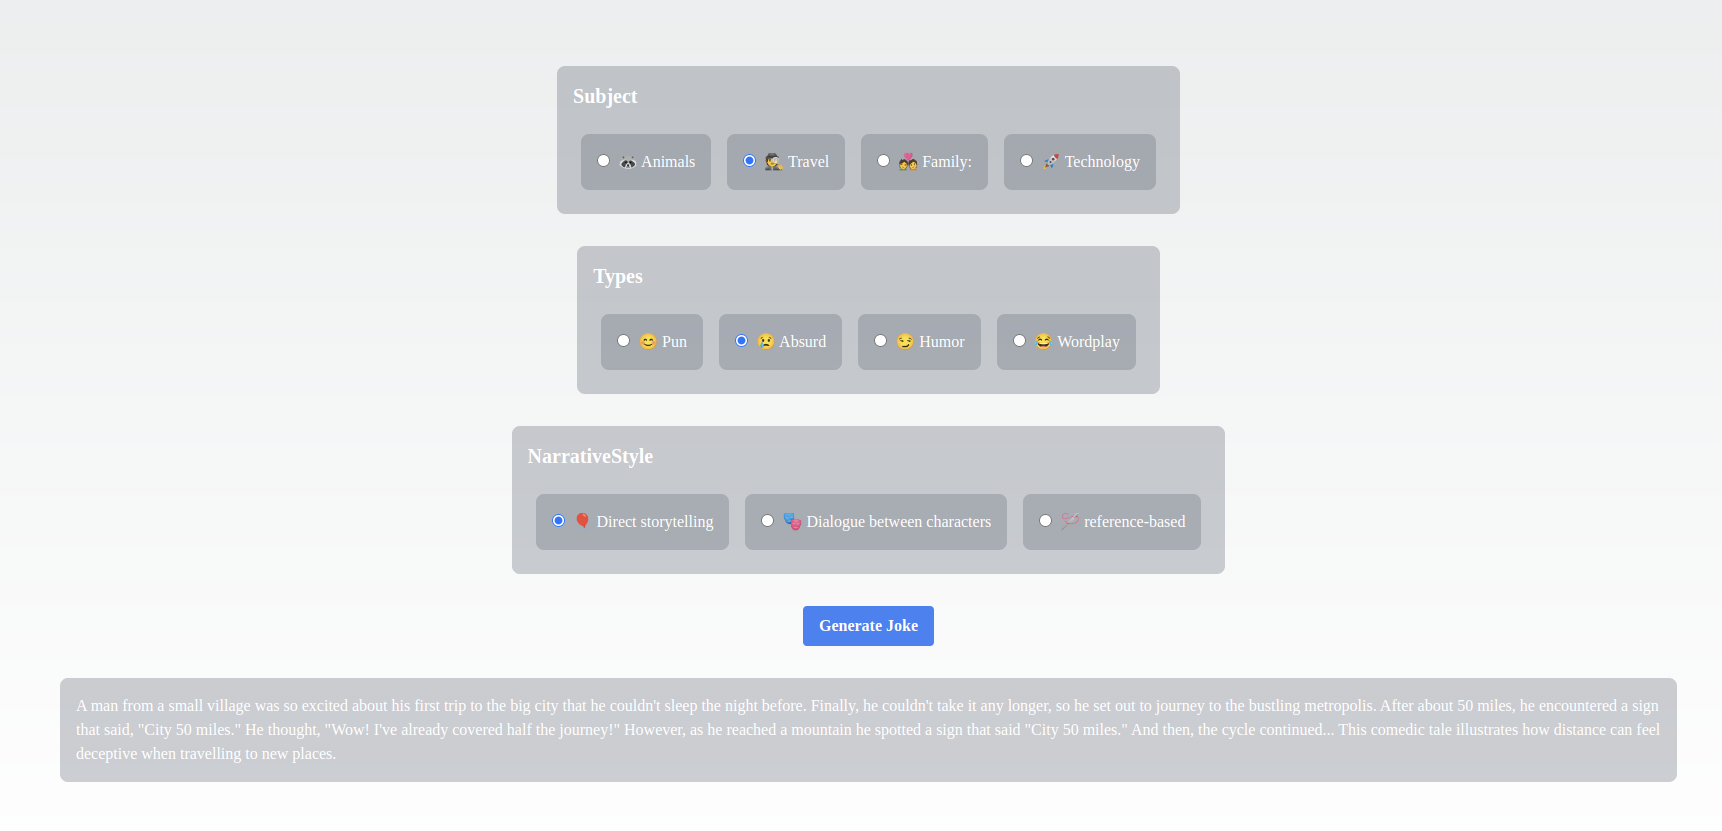 Subject
🦝 Animals 🕵️ Travel 💑 Family: 🚀 Technology
Types
😊 Pun 😢 Absurd 😏 Humor 😂 Wordplay
NarrativeStyle
🎈 Direct storytelling 🎭 Dialogue between characters 🪡 reference-based
Generate Joke
A man from a small village was so excited about his first trip to the big city that he couldn't sleep the night before. Finally, he couldn't take it any longer, so he set out to journey to the bustling metropolis. After about 50 miles, he encountered a sign
that said, "City 50 miles." He thought, "Wow! I've already covered half the journey!" However, as he reached a mountain he spotted a sign that said "City 50 miles." And then, the cycle continued... This comedic tale illustrates how distance can feel
deceptive when travelling to new places.